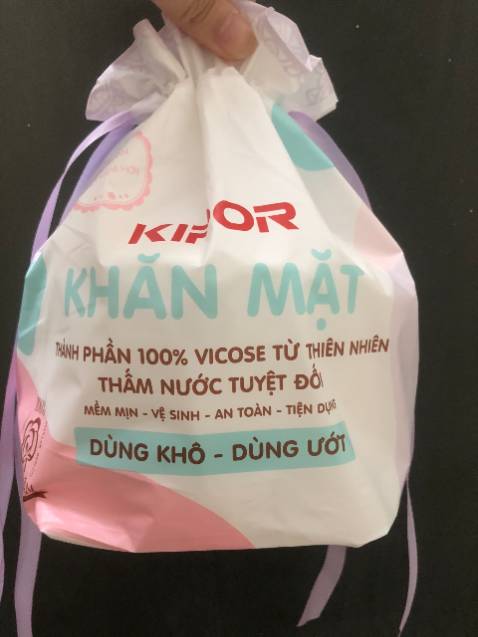 KIPOR
KHĂN MẶT
THÀNH PHẦN 100% VICOSE TỪ THIÊN NHIÊN
THẤM NƯỚC TUYỆT ĐỐI
MỀM MỊN - VỆ SINH - AN TOÀN - TIỆN DỤNG
DÙNG KHÔ - DÙNG ƯỚT